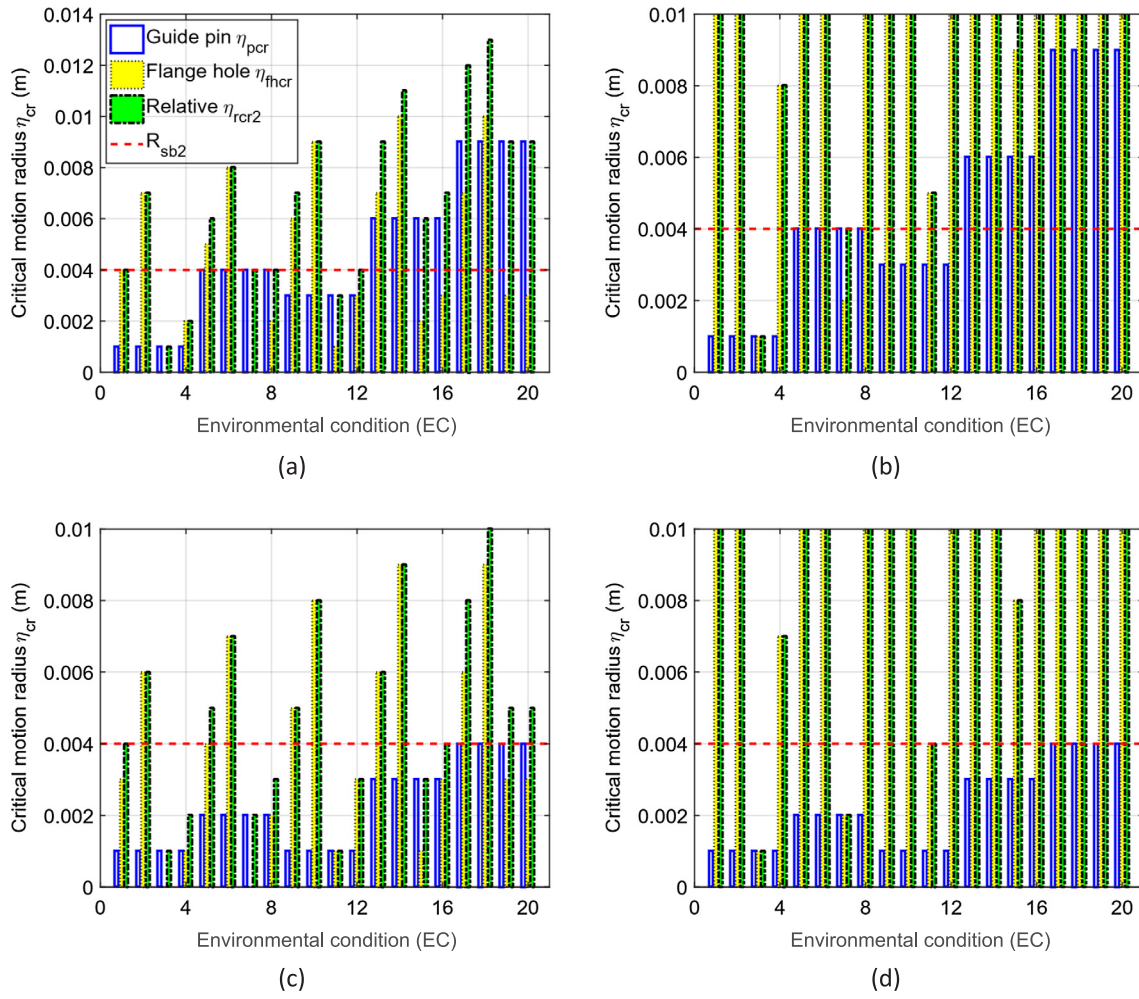 0.014
0.012
0.01
0.008
0.006
0.004
0.002
0
Critical motion radius η_cr (m)
Guide pin η_pcr
Flange hole η_fhcr
Relative η_rcr2
R_sb2
0 4 8 12 16 20
Environmental condition (EC)
(a)
0.01
0.008
0.006
0.004
0.002
0
Critical motion radius η_cr (m)
0 4 8 12 16 20
Environmental condition (EC)
(b)
0.01
0.008
0.006
0.004
0.002
0
Critical motion radius η_cr (m)
0 4 8 12 16 20
Environmental condition (EC)
(c)
0.01
0.008
0.006
0.004
0.002
0
Critical motion radius η_cr (m)
0 4 8 12 16 20
Environmental condition (EC)
(d)